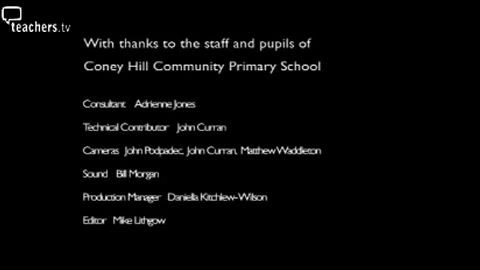 teachers.tv
With thanks to the staff and pupils of
Coney Hill Community Primary School
Consultant Adrienne Jones
Technical Contributor John Curran
Cameras John Podpadec, John Curran, Matthew Waddleton
Sound Bill Morgan
Production Manager Daniella Kitchlew-Wilson
Editor Mike Lithgow